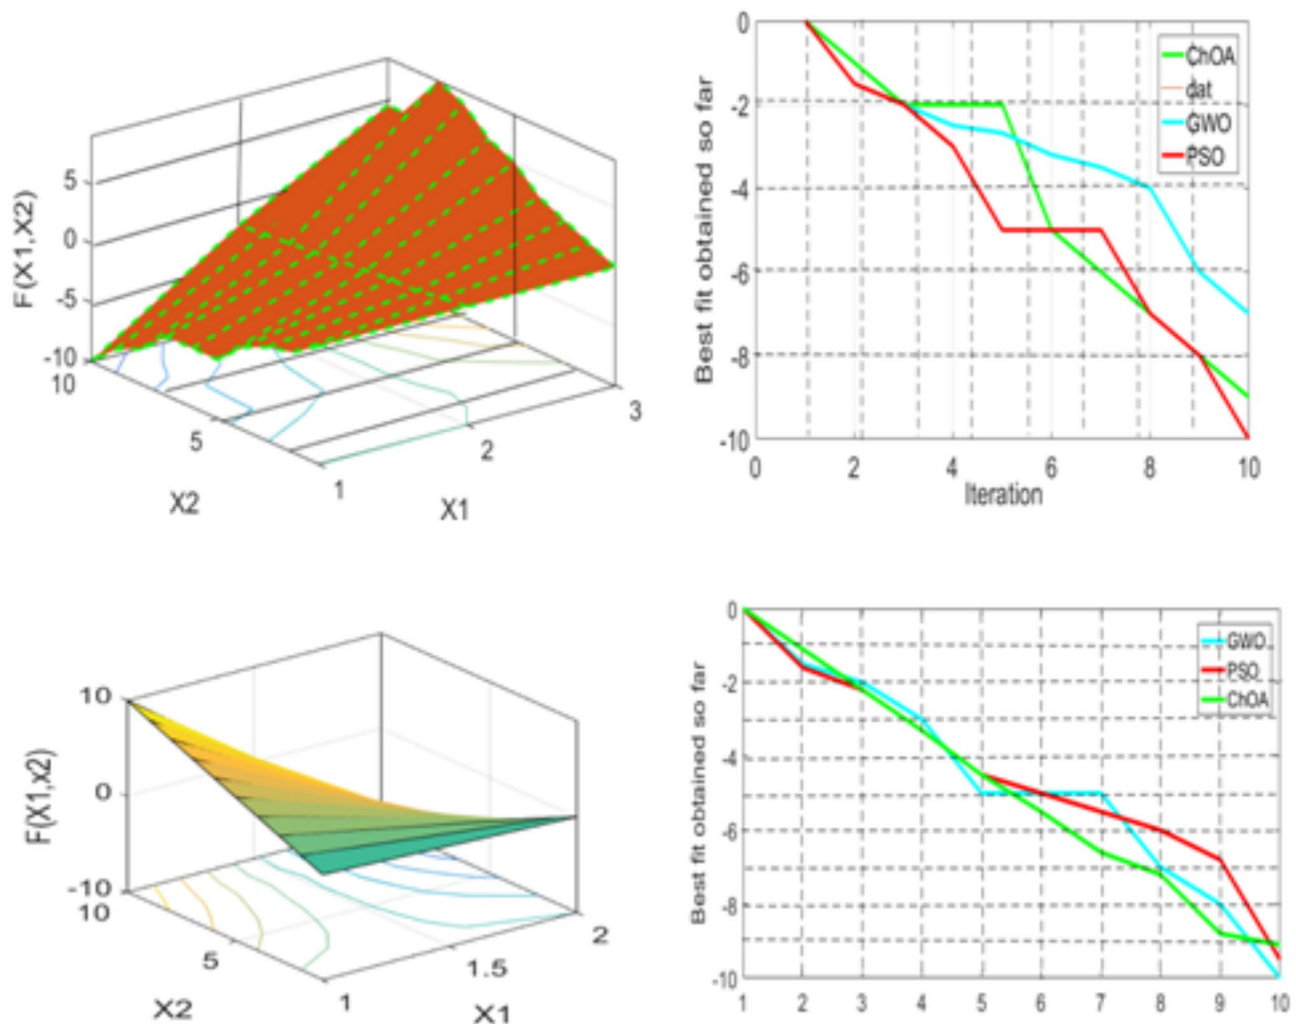 F(X1,X2)
5
0
-5
-10
10
5
1
2
3
X2
X1
Best fit obtained so far
0
-2
-4
-6
-8
-10
0
2
4
6
8
10
Iteration
ChOA
dat
GWO
PSO
F(X1,x2)
10
0
-10
10
5
1
1.5
2
X2
X1
Best fit obtained so far
0
-2
-4
-6
-8
-10
1
2
3
4
5
6
7
8
9
10
GWO
PSO
ChOA